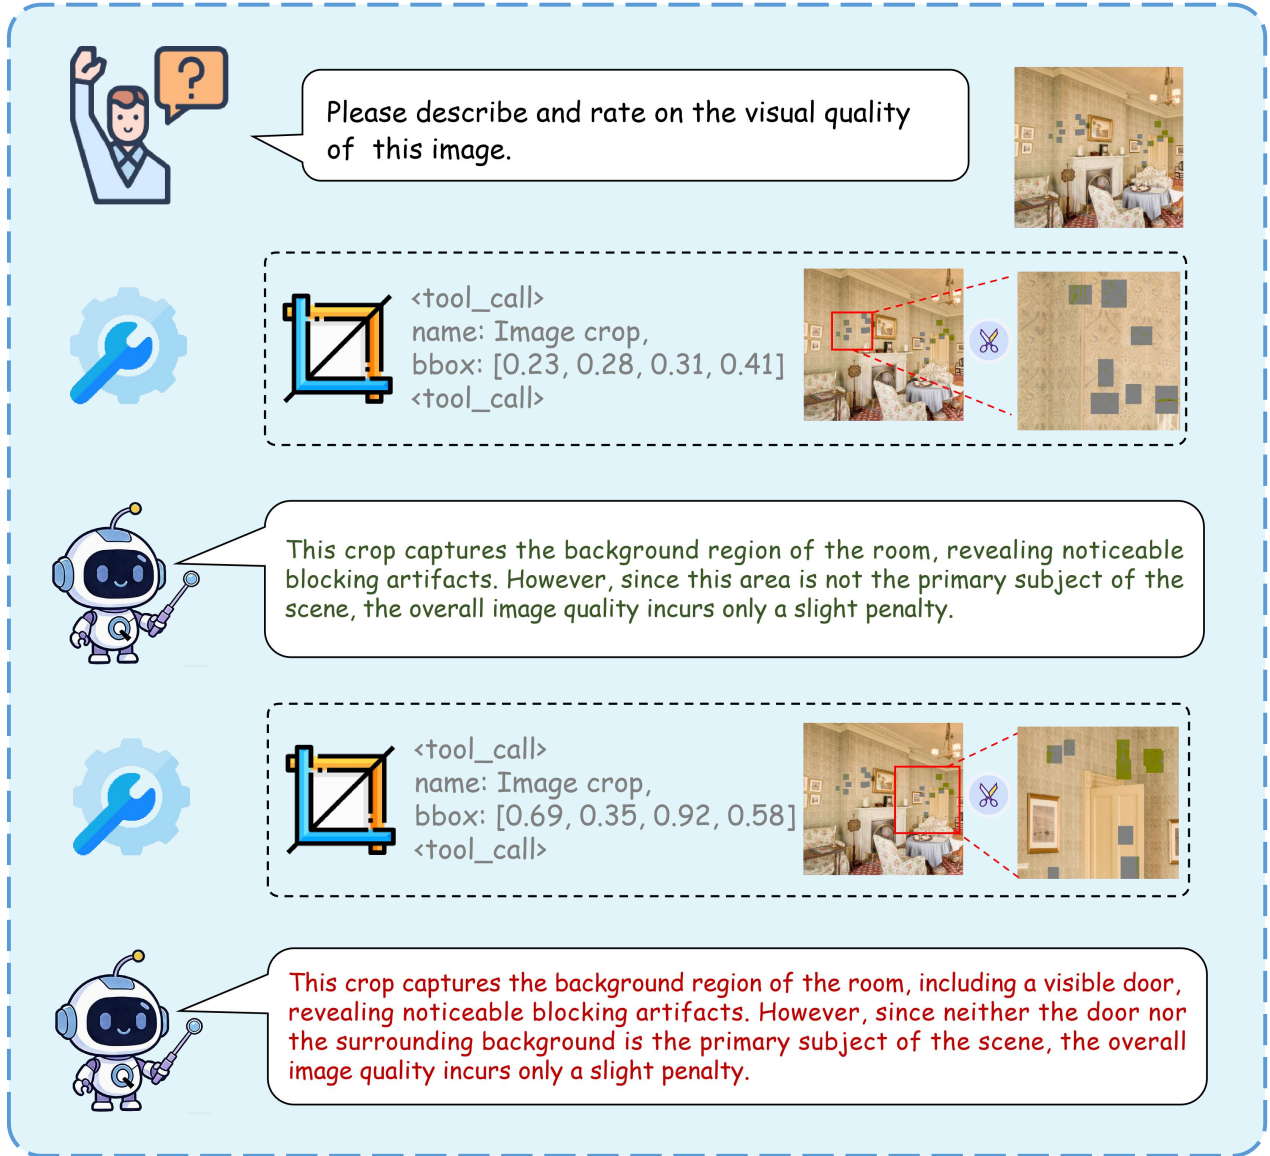 ?
Please describe and rate on the visual quality
of this image.
<tool_call>
name: Image crop,
bbox: [0.23, 0.28, 0.31, 0.41]
<tool_call>
This crop captures the background region of the room, revealing noticeable
blocking artifacts. However, since this area is not the primary subject of the
scene, the overall image quality incurs only a slight penalty.
<tool_call>
name: Image crop,
bbox: [0.69, 0.35, 0.92, 0.58]
<tool_call>
This crop captures the background region of the room, including a visible door,
revealing noticeable blocking artifacts. However, since neither the door nor
the surrounding background is the primary subject of the scene, the overall
image quality incurs only a slight penalty.